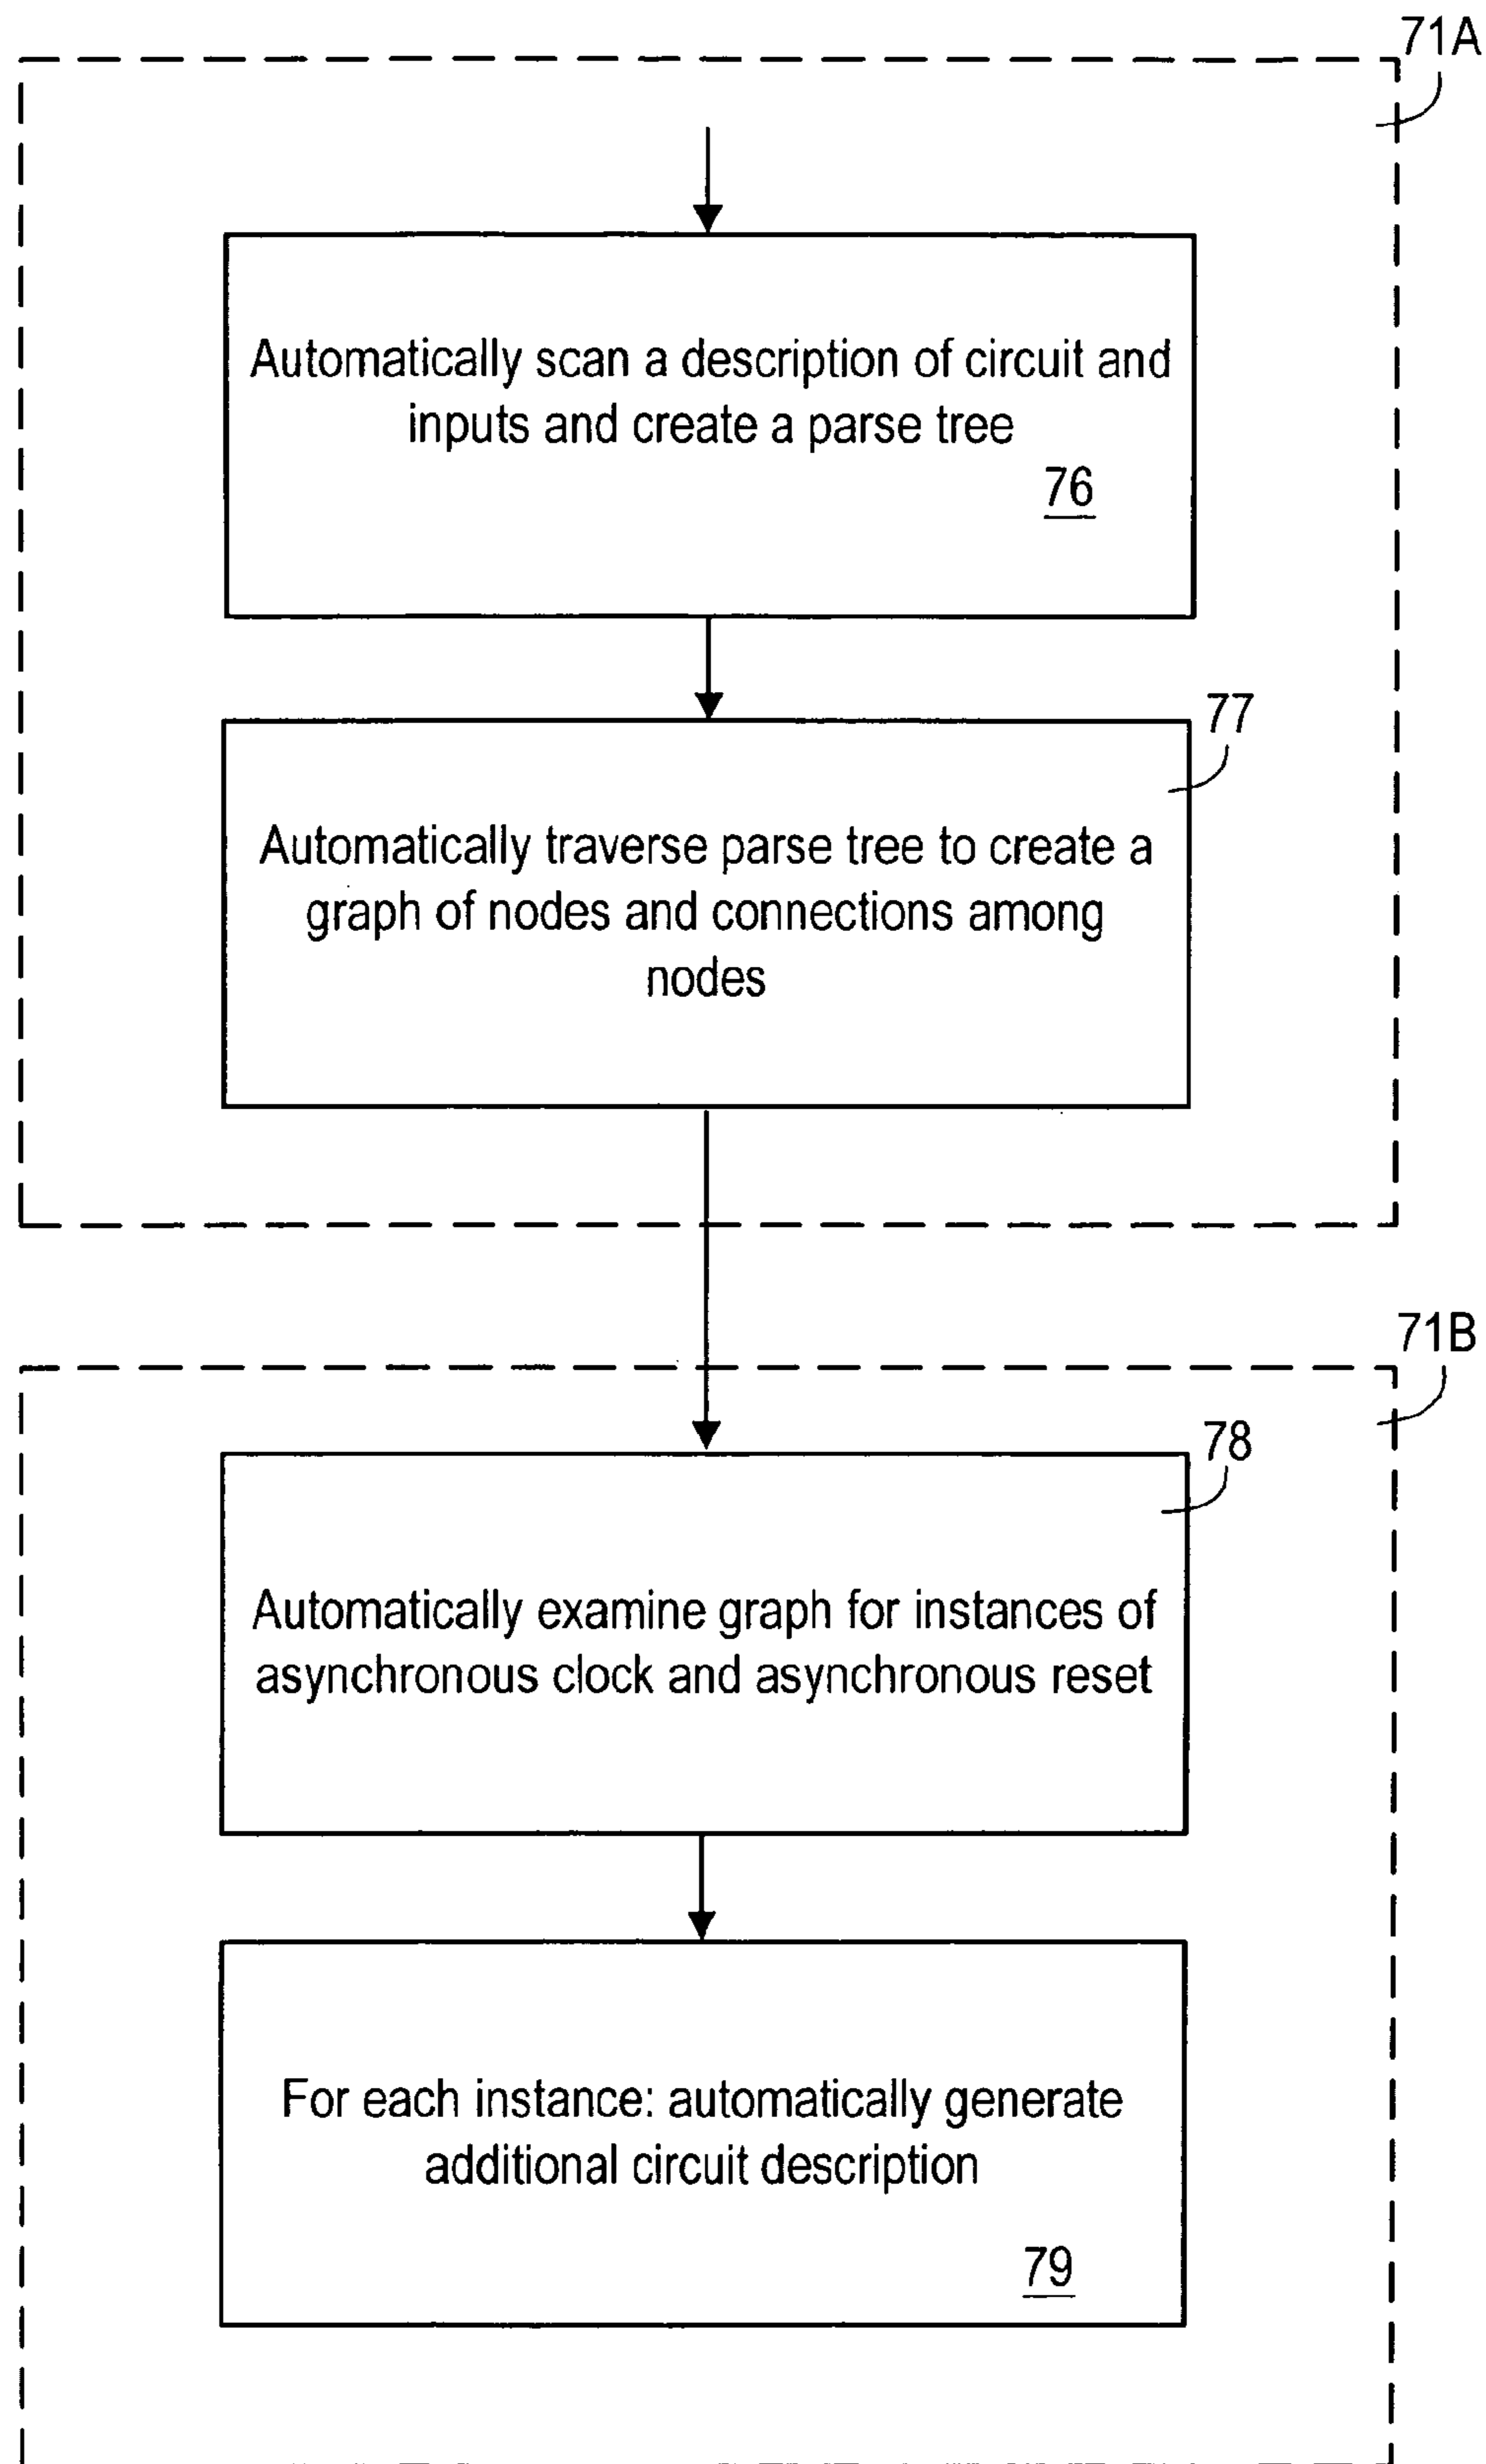 71A
Automatically scan a description of circuit and
inputs and create a parse tree
76
77
Automatically traverse parse tree to create a
graph of nodes and connections among
nodes
71B
78
Automatically examine graph for instances of
asynchronous clock and asynchronous reset
For each instance: automatically generate
additional circuit description
79